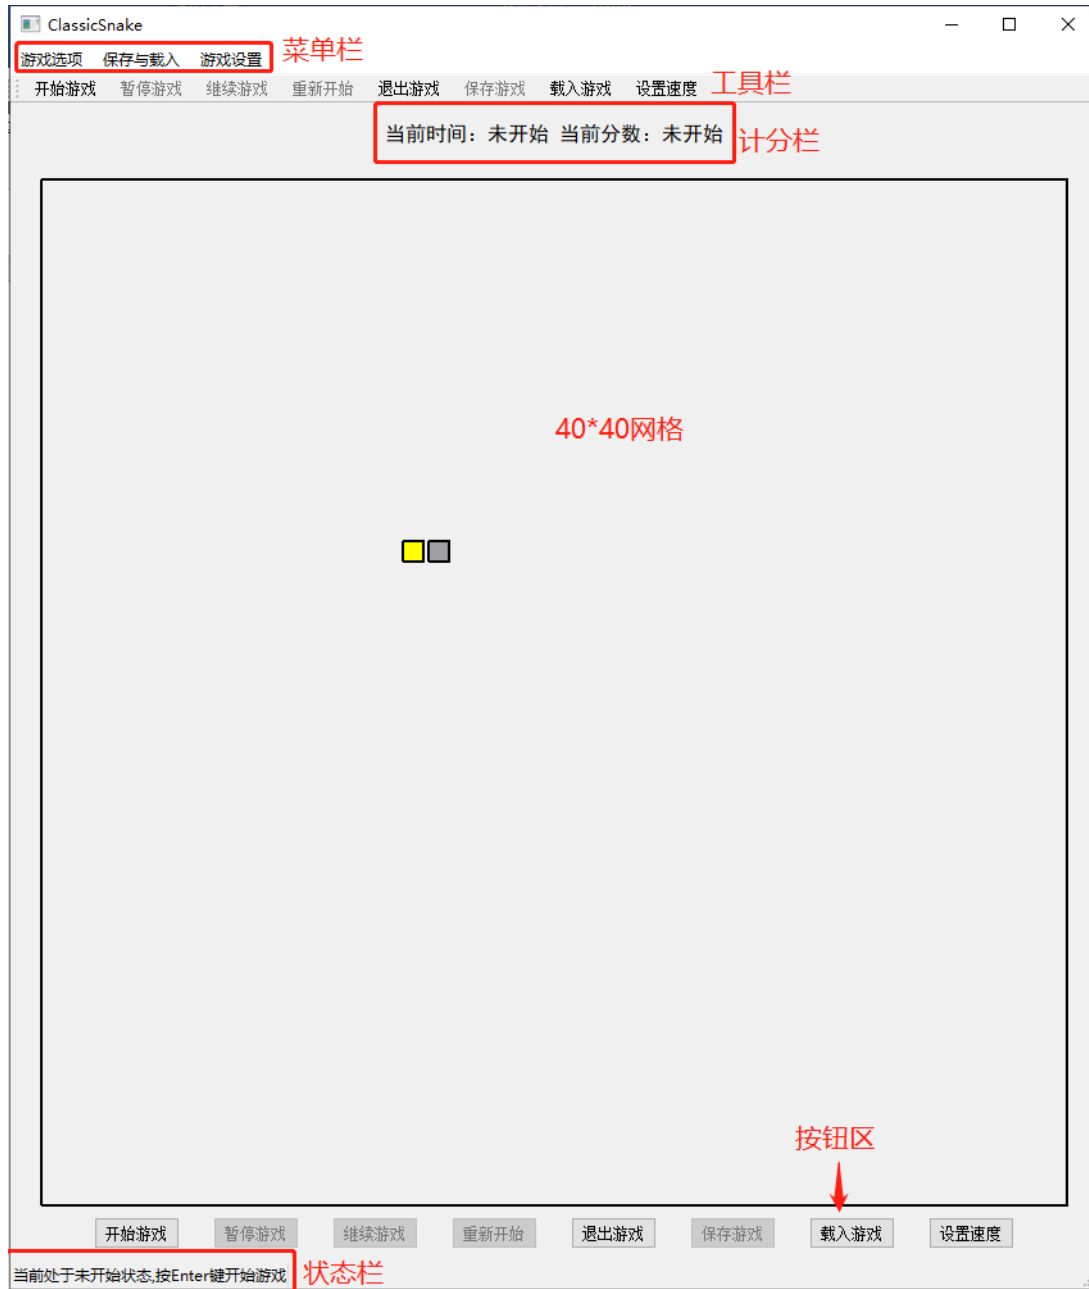 ClassicSnake
游戏选项 保存与载入 游戏设置 菜单栏
开始游戏 暂停游戏 继续游戏 重新开始 退出游戏 保存游戏 载入游戏 设置速度 工具栏
当前时间：未开始 当前分数：未开始 计分栏
40*40网格
按钮区
开始游戏 暂停游戏 继续游戏 重新开始 退出游戏 保存游戏 载入游戏 设置速度
当前处于未开始状态,按Enter键开始游戏 状态栏